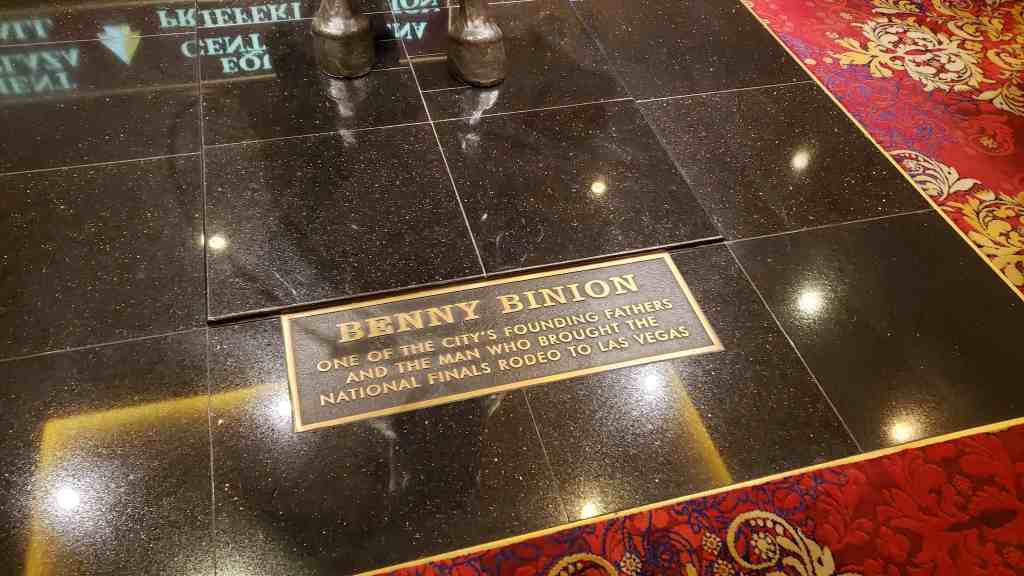 BENNY BINION
ONE OF THE CITY'S FOUNDING FATHERS
AND THE MAN WHO BROUGHT THE
NATIONAL FINALS RODEO TO LAS VEGAS